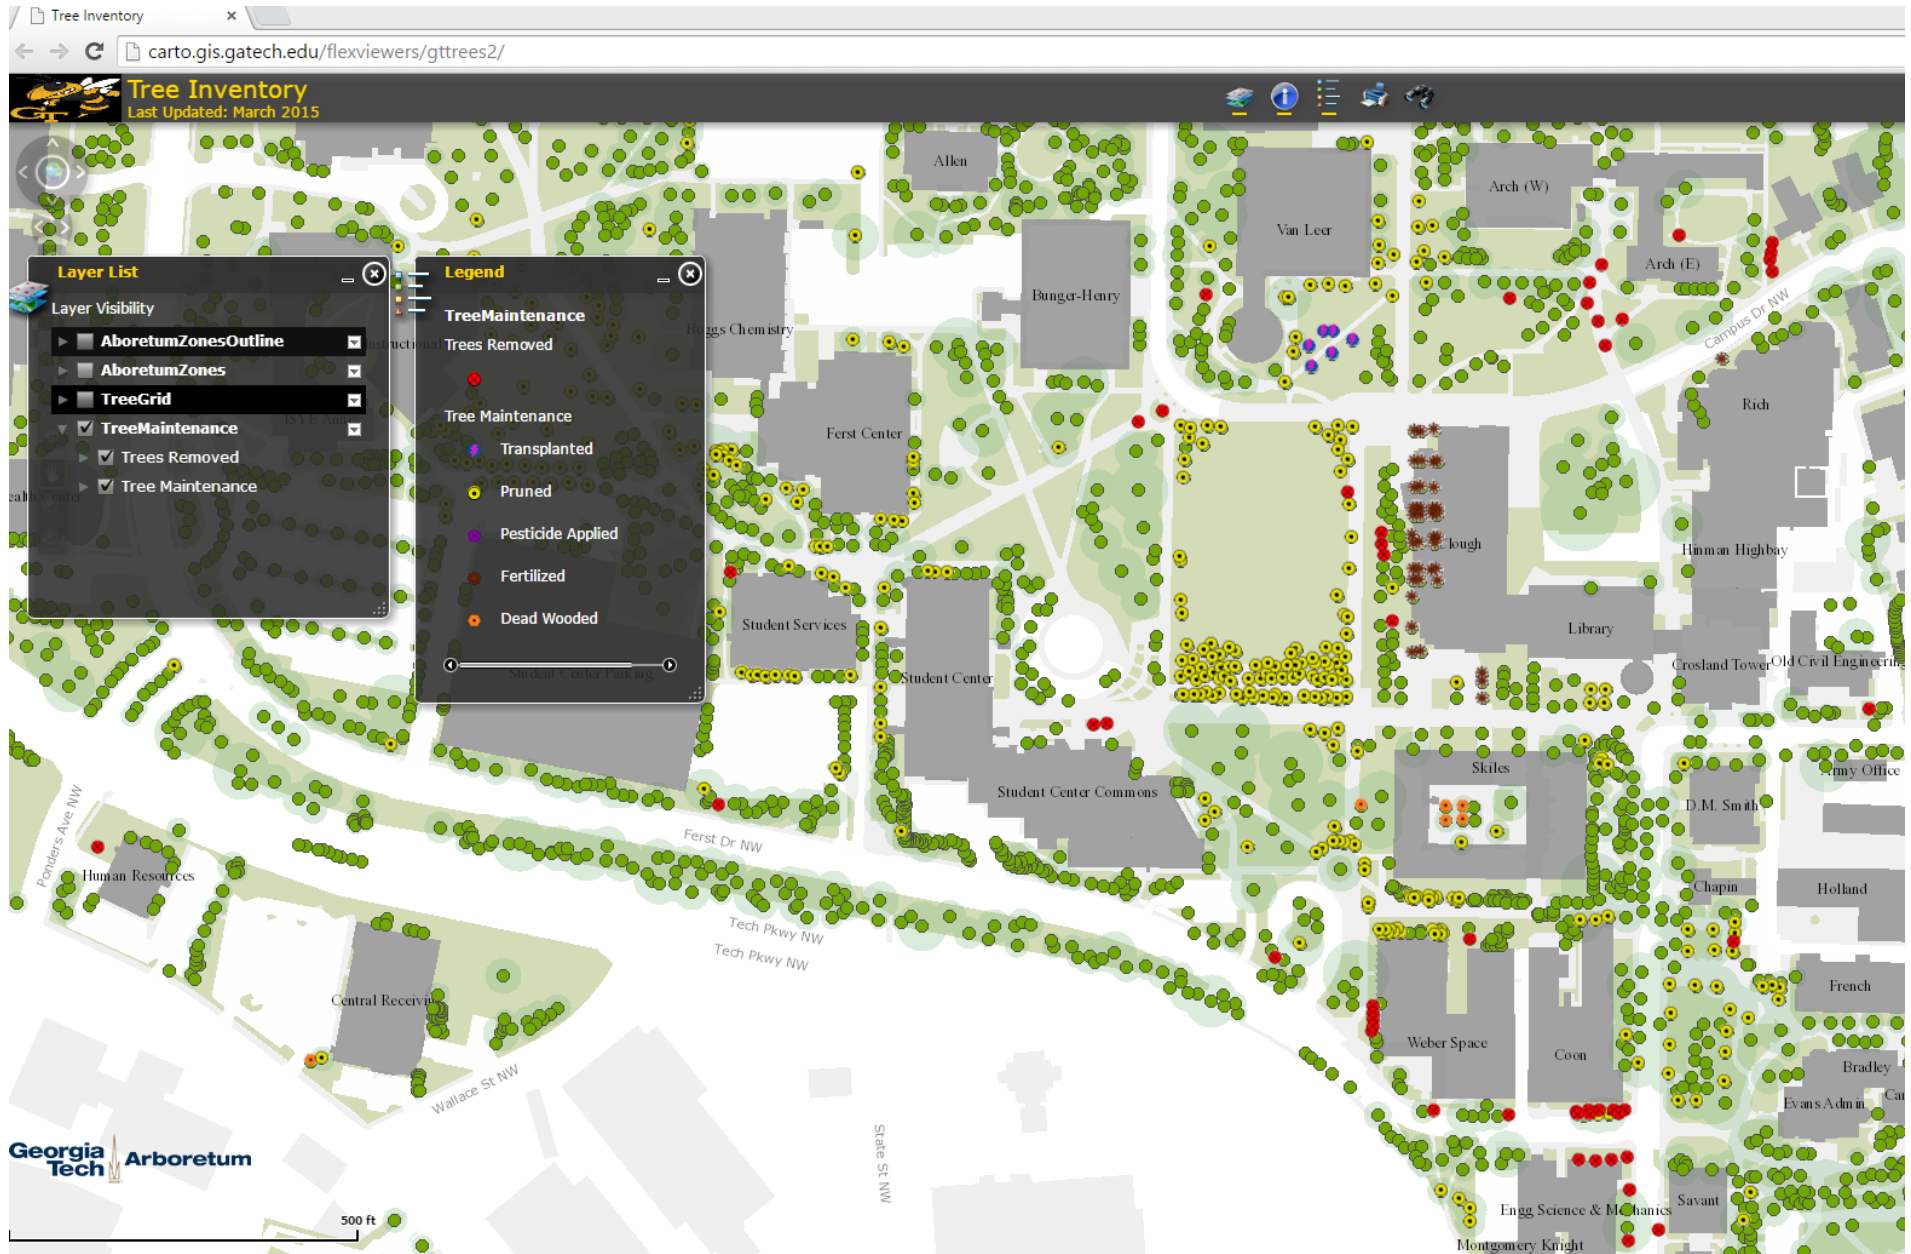 Tree Inventory
carto.gis.gatech.edu/flexviewers/gttrees2/
GT
Tree Inventory
Last Updated: March 2015
Allen
Arch (W)
Van Leer
Arch (E)
Bunger-Henry
Boggs Chemistry
Campus Dr NW
Rich
Ferst Center
Clough
Hinman Highbay
Library
Student Services
Crosland Tower
Old Civil Engineering
Student Center
Student Center Parking
Layer List
Layer Visibility
AboretumZonesOutline
AboretumZones
TreeGrid
TreeMaintenance
Trees Removed
Tree Maintenance
Legend
TreeMaintenance
Trees Removed
Tree Maintenance
Transplanted
Pruned
Pesticide Applied
Fertilized
Dead Wooded
Skiles
Army Office
Student Center Commons
D.M. Smith
Ponders Ave NW
Ferst Dr NW
Human Resources
Chapin
Holland
Tech Pkwy NW
Tech Pkwy NW
French
Central Receiving
Weber Space
Coon
Bradley
Wallace St NW
Evans Admin
Car
State St NW
Georgia
Tech
Arboretum
Savant
Engg Science & Mechanics
500 ft
Montgomery Knight